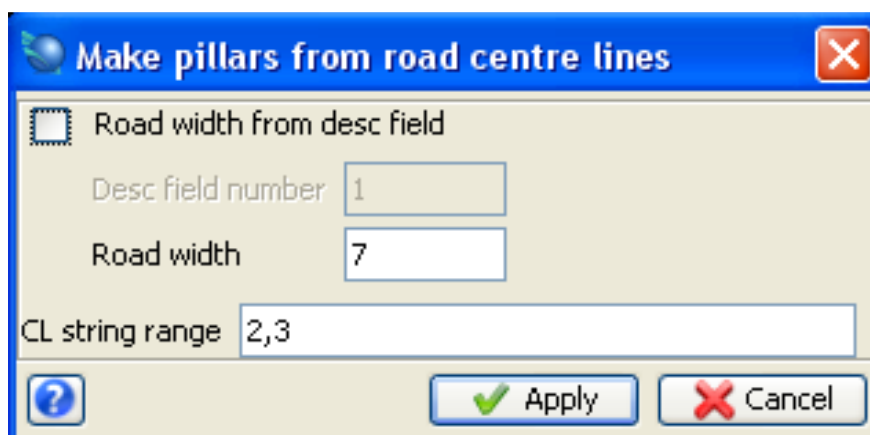 Make pillars from road centre lines
Road width from desc field
Desc field number 1
Road width 7
CL string range 2,3
? Apply Cancel